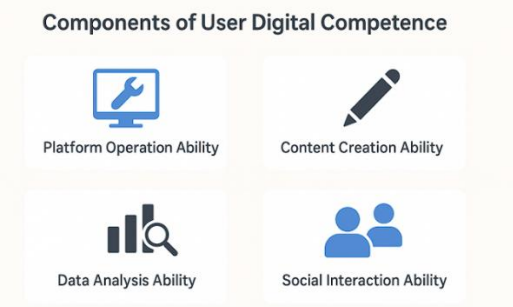 Components of User Digital Competence
Platform Operation Ability
Content Creation Ability
Data Analysis Ability
Social Interaction Ability